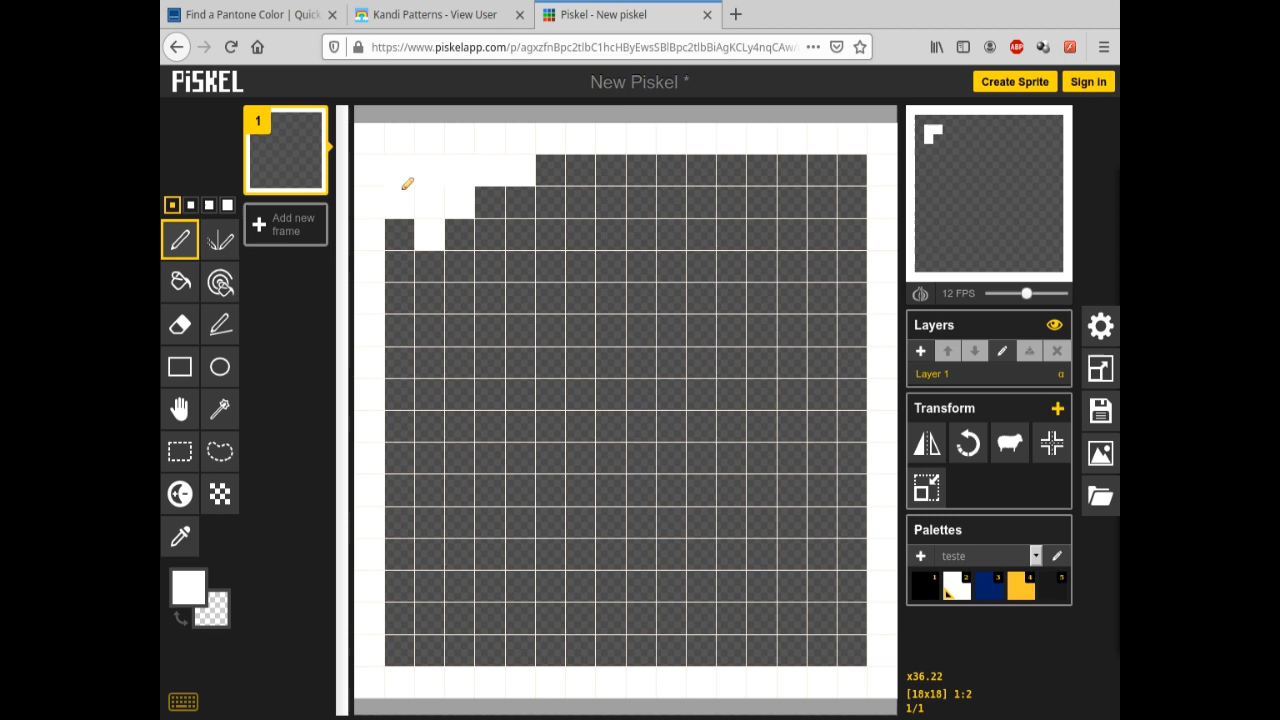 Find a Pantone Color | Quick
Kandi Patterns - View User
Piskel - New piskel
https://www.piskelapp.com/p/agxzfnBpc2tlbC1hcHByEwsSBlBpc2tlbBiAgKCLy4nqCAw/
ABP
PiSKEL
New Piskel *
Create Sprite
Sign in
1
Add new
frame
12 FPS
Layers
Layer 1
α
Transform
Palettes
teste
1 2 3 4 5
x36.22
[18x18] 1:2
1/1